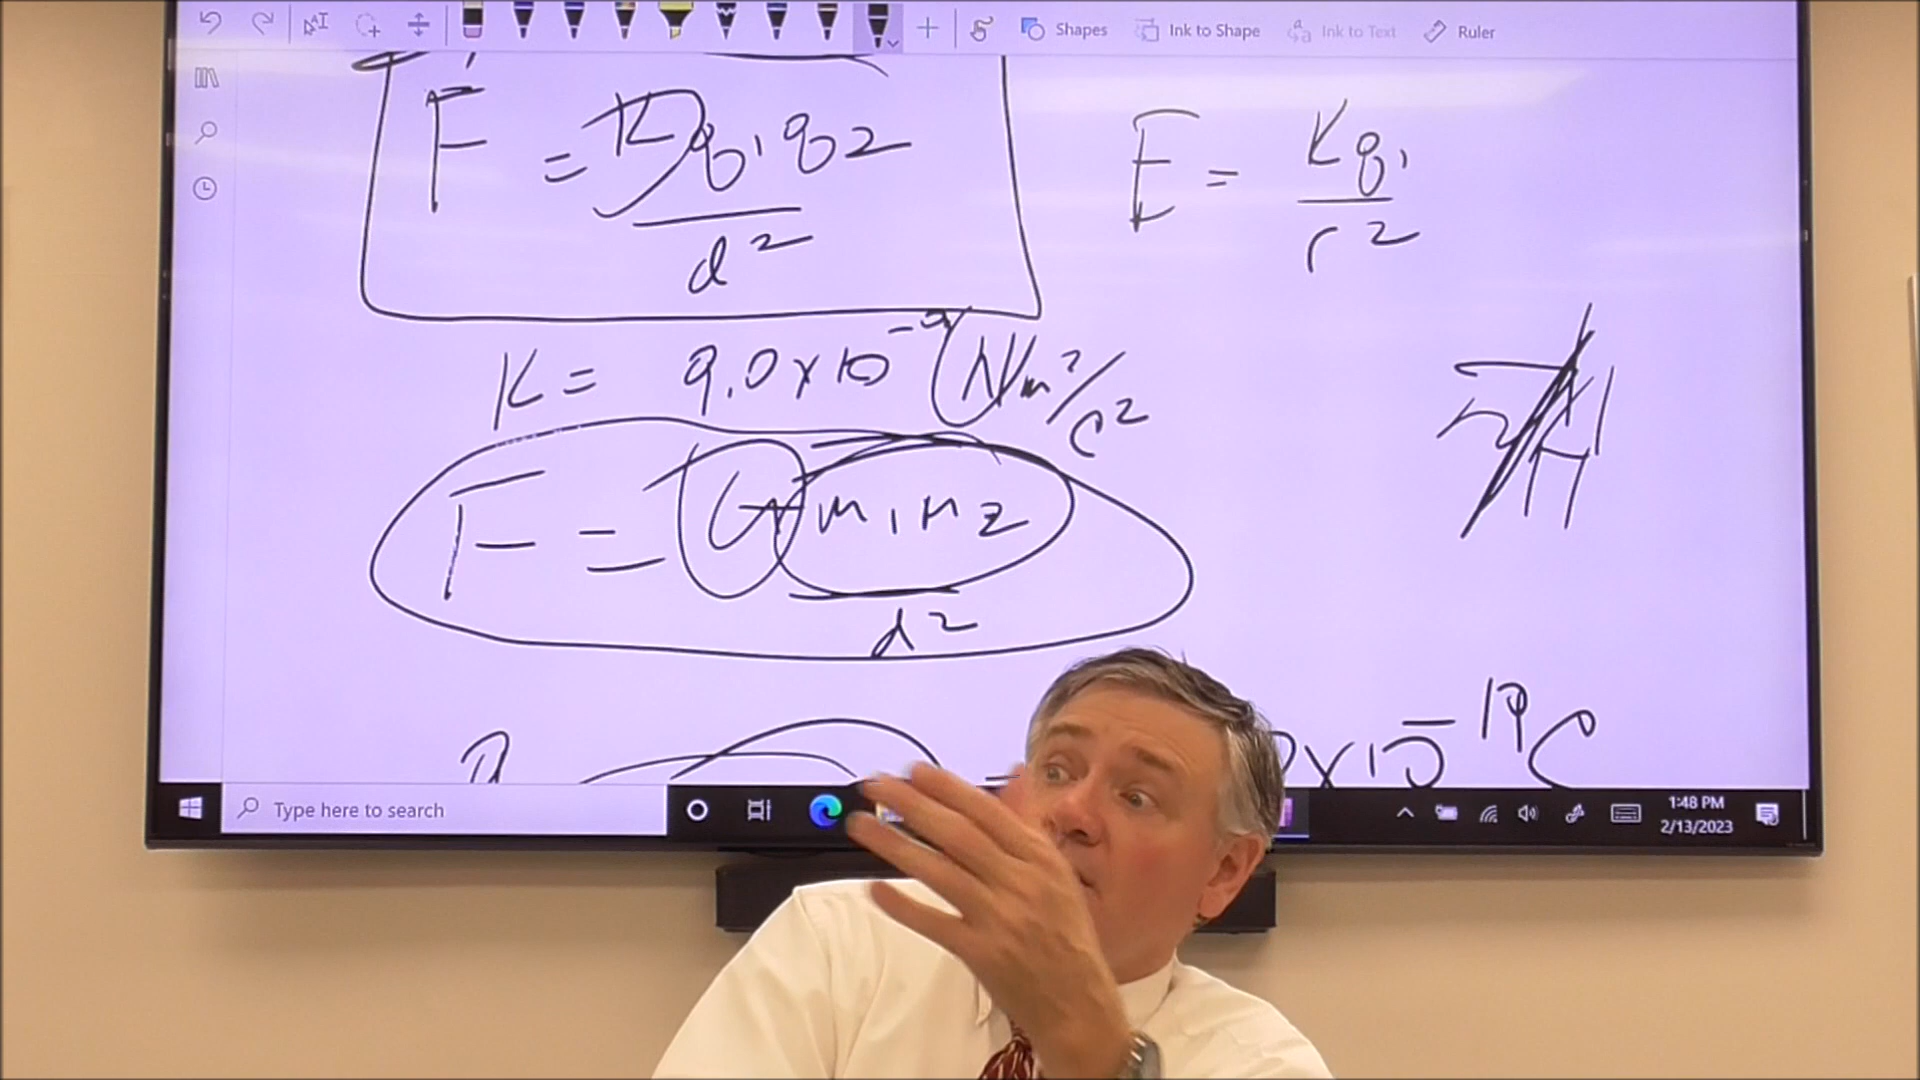 Shapes Ink to Shape Ink to Text Ruler
F = Kq1q2
d²
E = Kq1
r²
K = 9.0x10⁻⁹ Nm²/C²
F = Gm1m2
d²
x10⁻¹⁹C
Type here to search
1:48 PM
2/13/2023